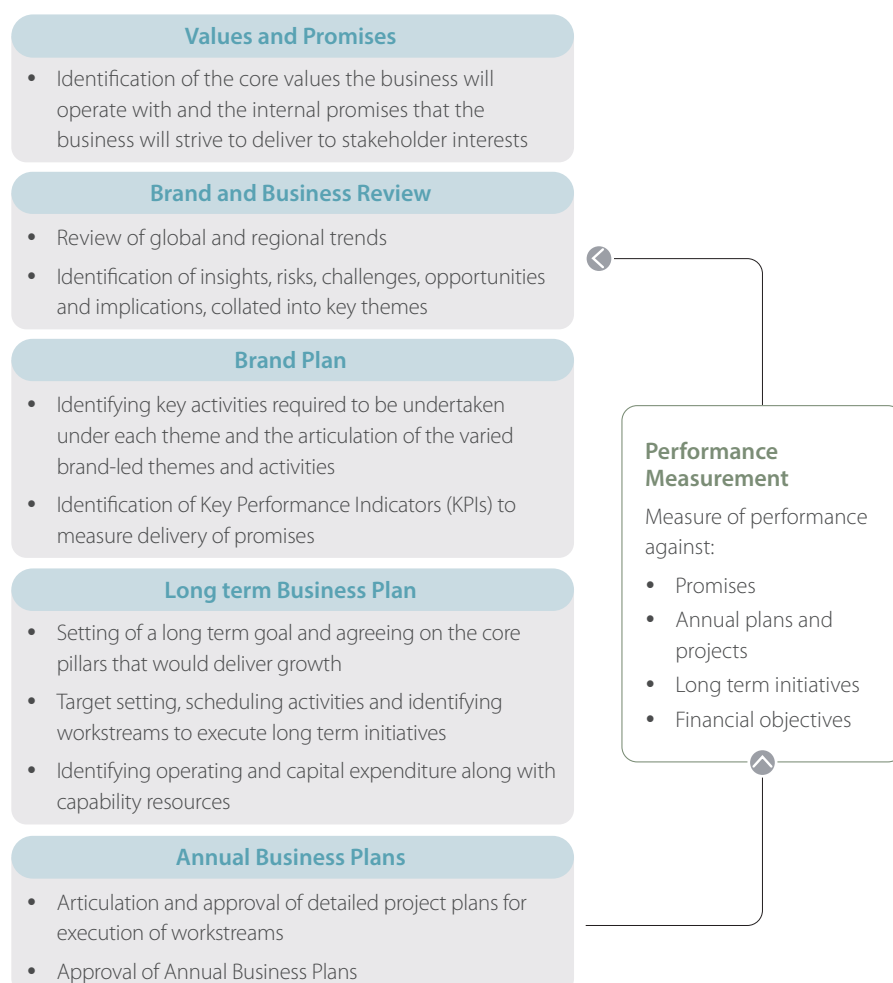 Values and Promises
• Identification of the core values the business will
operate with and the internal promises that the
business will strive to deliver to stakeholder interests
Brand and Business Review
• Review of global and regional trends
• Identification of insights, risks, challenges, opportunities
and implications, collated into key themes
Brand Plan
• Identifying key activities required to be undertaken
under each theme and the articulation of the varied
brand-led themes and activities
• Identification of Key Performance Indicators (KPIs) to
measure delivery of promises
Long term Business Plan
• Setting of a long term goal and agreeing on the core
pillars that would deliver growth
• Target setting, scheduling activities and identifying
workstreams to execute long term initiatives
• Identifying operating and capital expenditure along with
capability resources
Annual Business Plans
• Articulation and approval of detailed project plans for
execution of workstreams
• Approval of Annual Business Plans
Performance
Measurement
Measure of performance
against:
• Promises
• Annual plans and
projects
• Long term initiatives
• Financial objectives